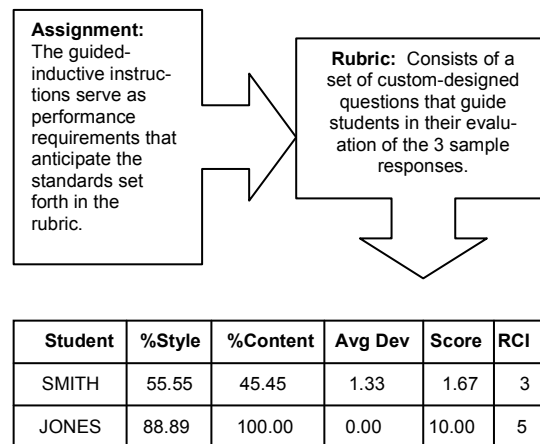 Assignment:
The guided-
inductive instruc-
tions serve as
performance
requirements that
anticipate the
standards set
forth in the
rubric.
Rubric: Consists of a
set of custom-designed
questions that guide
students in their evalu-
ation of the 3 sample
responses.
Student %Style %Content Avg Dev Score RCI
SMITH 55.55 45.45 1.33 1.67 3
JONES 88.89 100.00 0.00 10.00 5